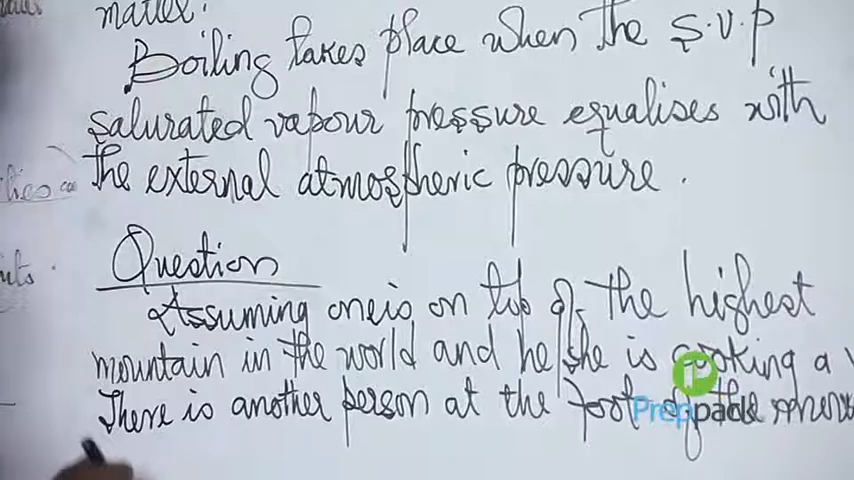 matter.
Boiling takes place when the S.V.P
saturated vapour pressure equalises with
the external atmospheric pressure.
Question
Assuming one is on top of the highest
mountain in the world and he/she is cooking a
There is another person at the foot of the
Preppack